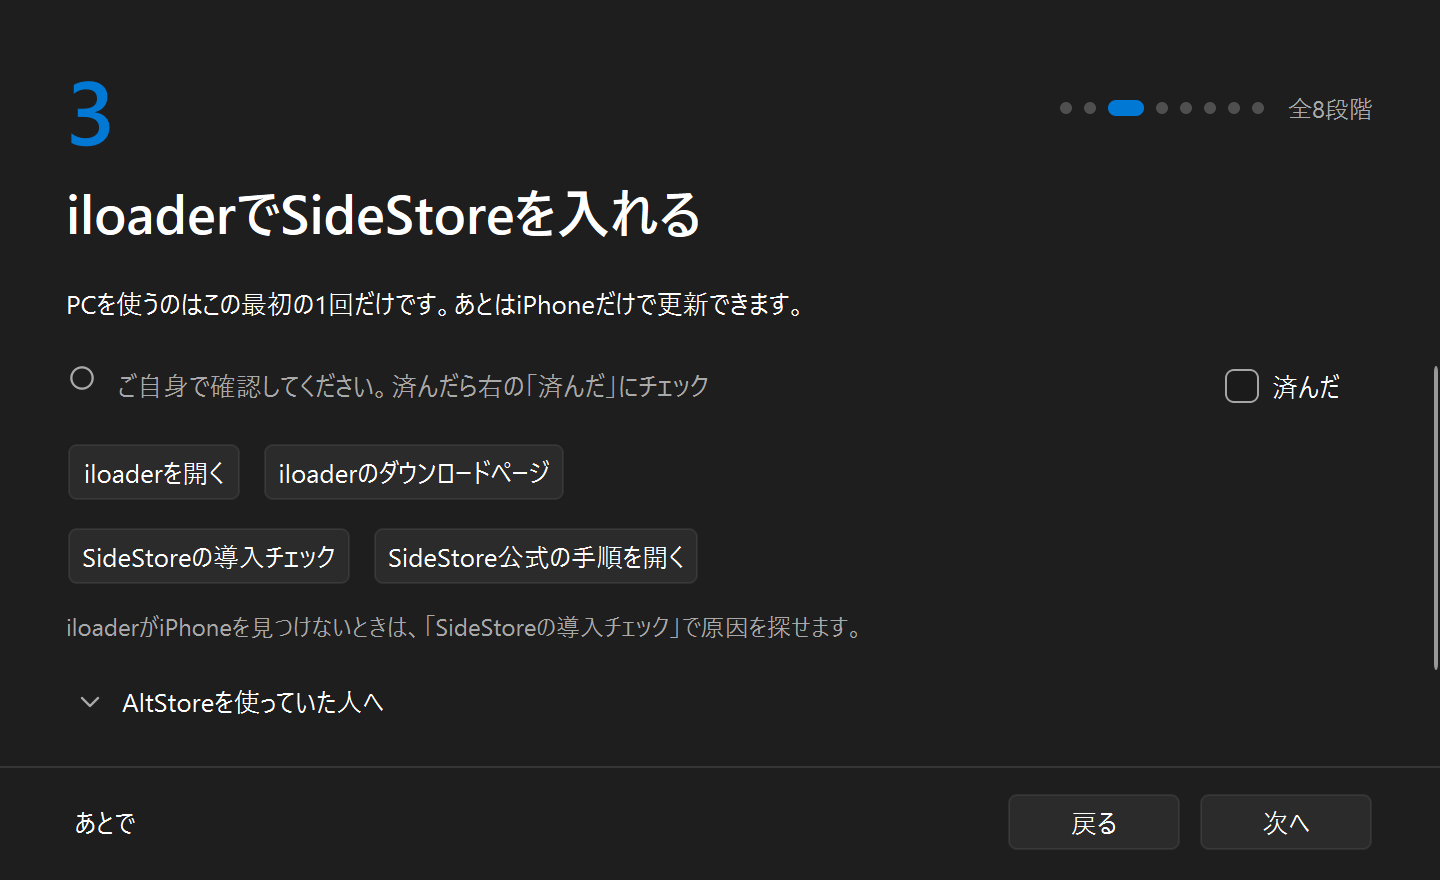 3
全8段階
iloaderでSideStoreを入れる
PCを使うのはこの最初の1回だけです。あとはiPhoneだけで更新できます。
ご自身で確認してください。済んだら右の「済んだ」にチェック
済んだ
iloaderを開く
iloaderのダウンロードページ
SideStoreの導入チェック
SideStore公式の手順を開く
iloaderがiPhoneを見つけないときは、「SideStoreの導入チェック」で原因を探せます。
AltStoreを使っていた人へ
あとで
戻る
次へ